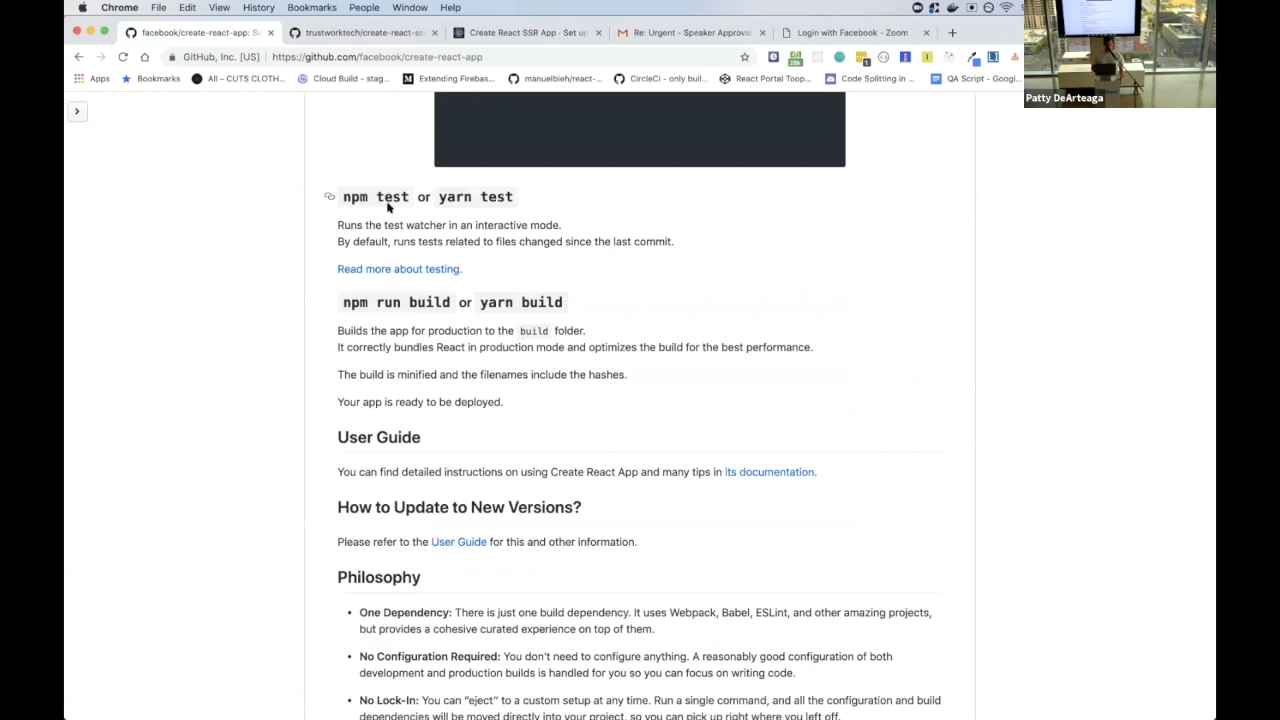 Chrome File Edit View History Bookmarks People Window Help
facebook/create-react-app: S
trustworktech/create-react-ss
Create React SSR App - Set up
Re: Urgent - Speaker Approval
Login with Facebook - Zoom
GitHub, Inc. [US] | https://github.com/facebook/create-react-app
28k
1
Apps
Bookmarks
All – CUTS CLOTH...
Cloud Build - stag...
Extending Firebas...
manuelbieh/react-...
CircleCi - only buil...
React Portal Toop...
Code Splitting in ...
QA Script - Googl...
Patty DeArteaga
npm test or yarn test
Runs the test watcher in an interactive mode.
By default, runs tests related to files changed since the last commit.
Read more about testing.
npm run build or yarn build
Builds the app for production to the build folder.
It correctly bundles React in production mode and optimizes the build for the best performance.
The build is minified and the filenames include the hashes.
Your app is ready to be deployed.
User Guide
You can find detailed instructions on using Create React App and many tips in its documentation.
How to Update to New Versions?
Please refer to the User Guide for this and other information.
Philosophy
• One Dependency: There is just one build dependency. It uses Webpack, Babel, ESLint, and other amazing projects,
but provides a cohesive curated experience on top of them.
• No Configuration Required: You don't need to configure anything. A reasonably good configuration of both
development and production builds is handled for you so you can focus on writing code.
• No Lock-In: You can "eject" to a custom setup at any time. Run a single command, and all the configuration and build
dependencies will be moved directly into your project, so you can pick up right where you left off.